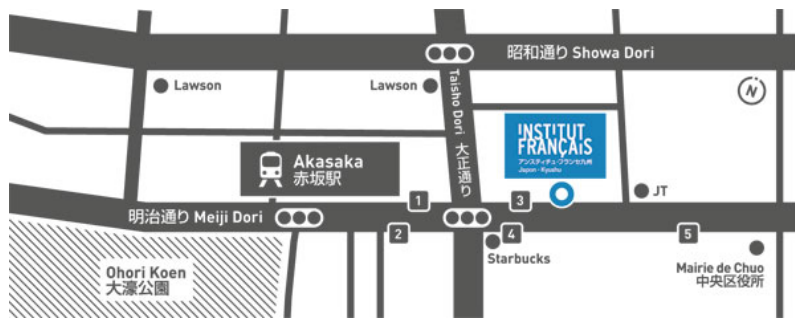 昭和通り Showa Dori
Lawson
Lawson
Taisho Dori 大正通り
N
INSTITUT
FRANÇAIS
アンスティチュ・フランセ九州
Japon - Kyushu
Akasaka
赤坂駅
JT
1
3
明治通り Meiji Dori
2
4
5
Starbucks
Ohori Koen
大濠公園
Mairie de Chuo
中央区役所